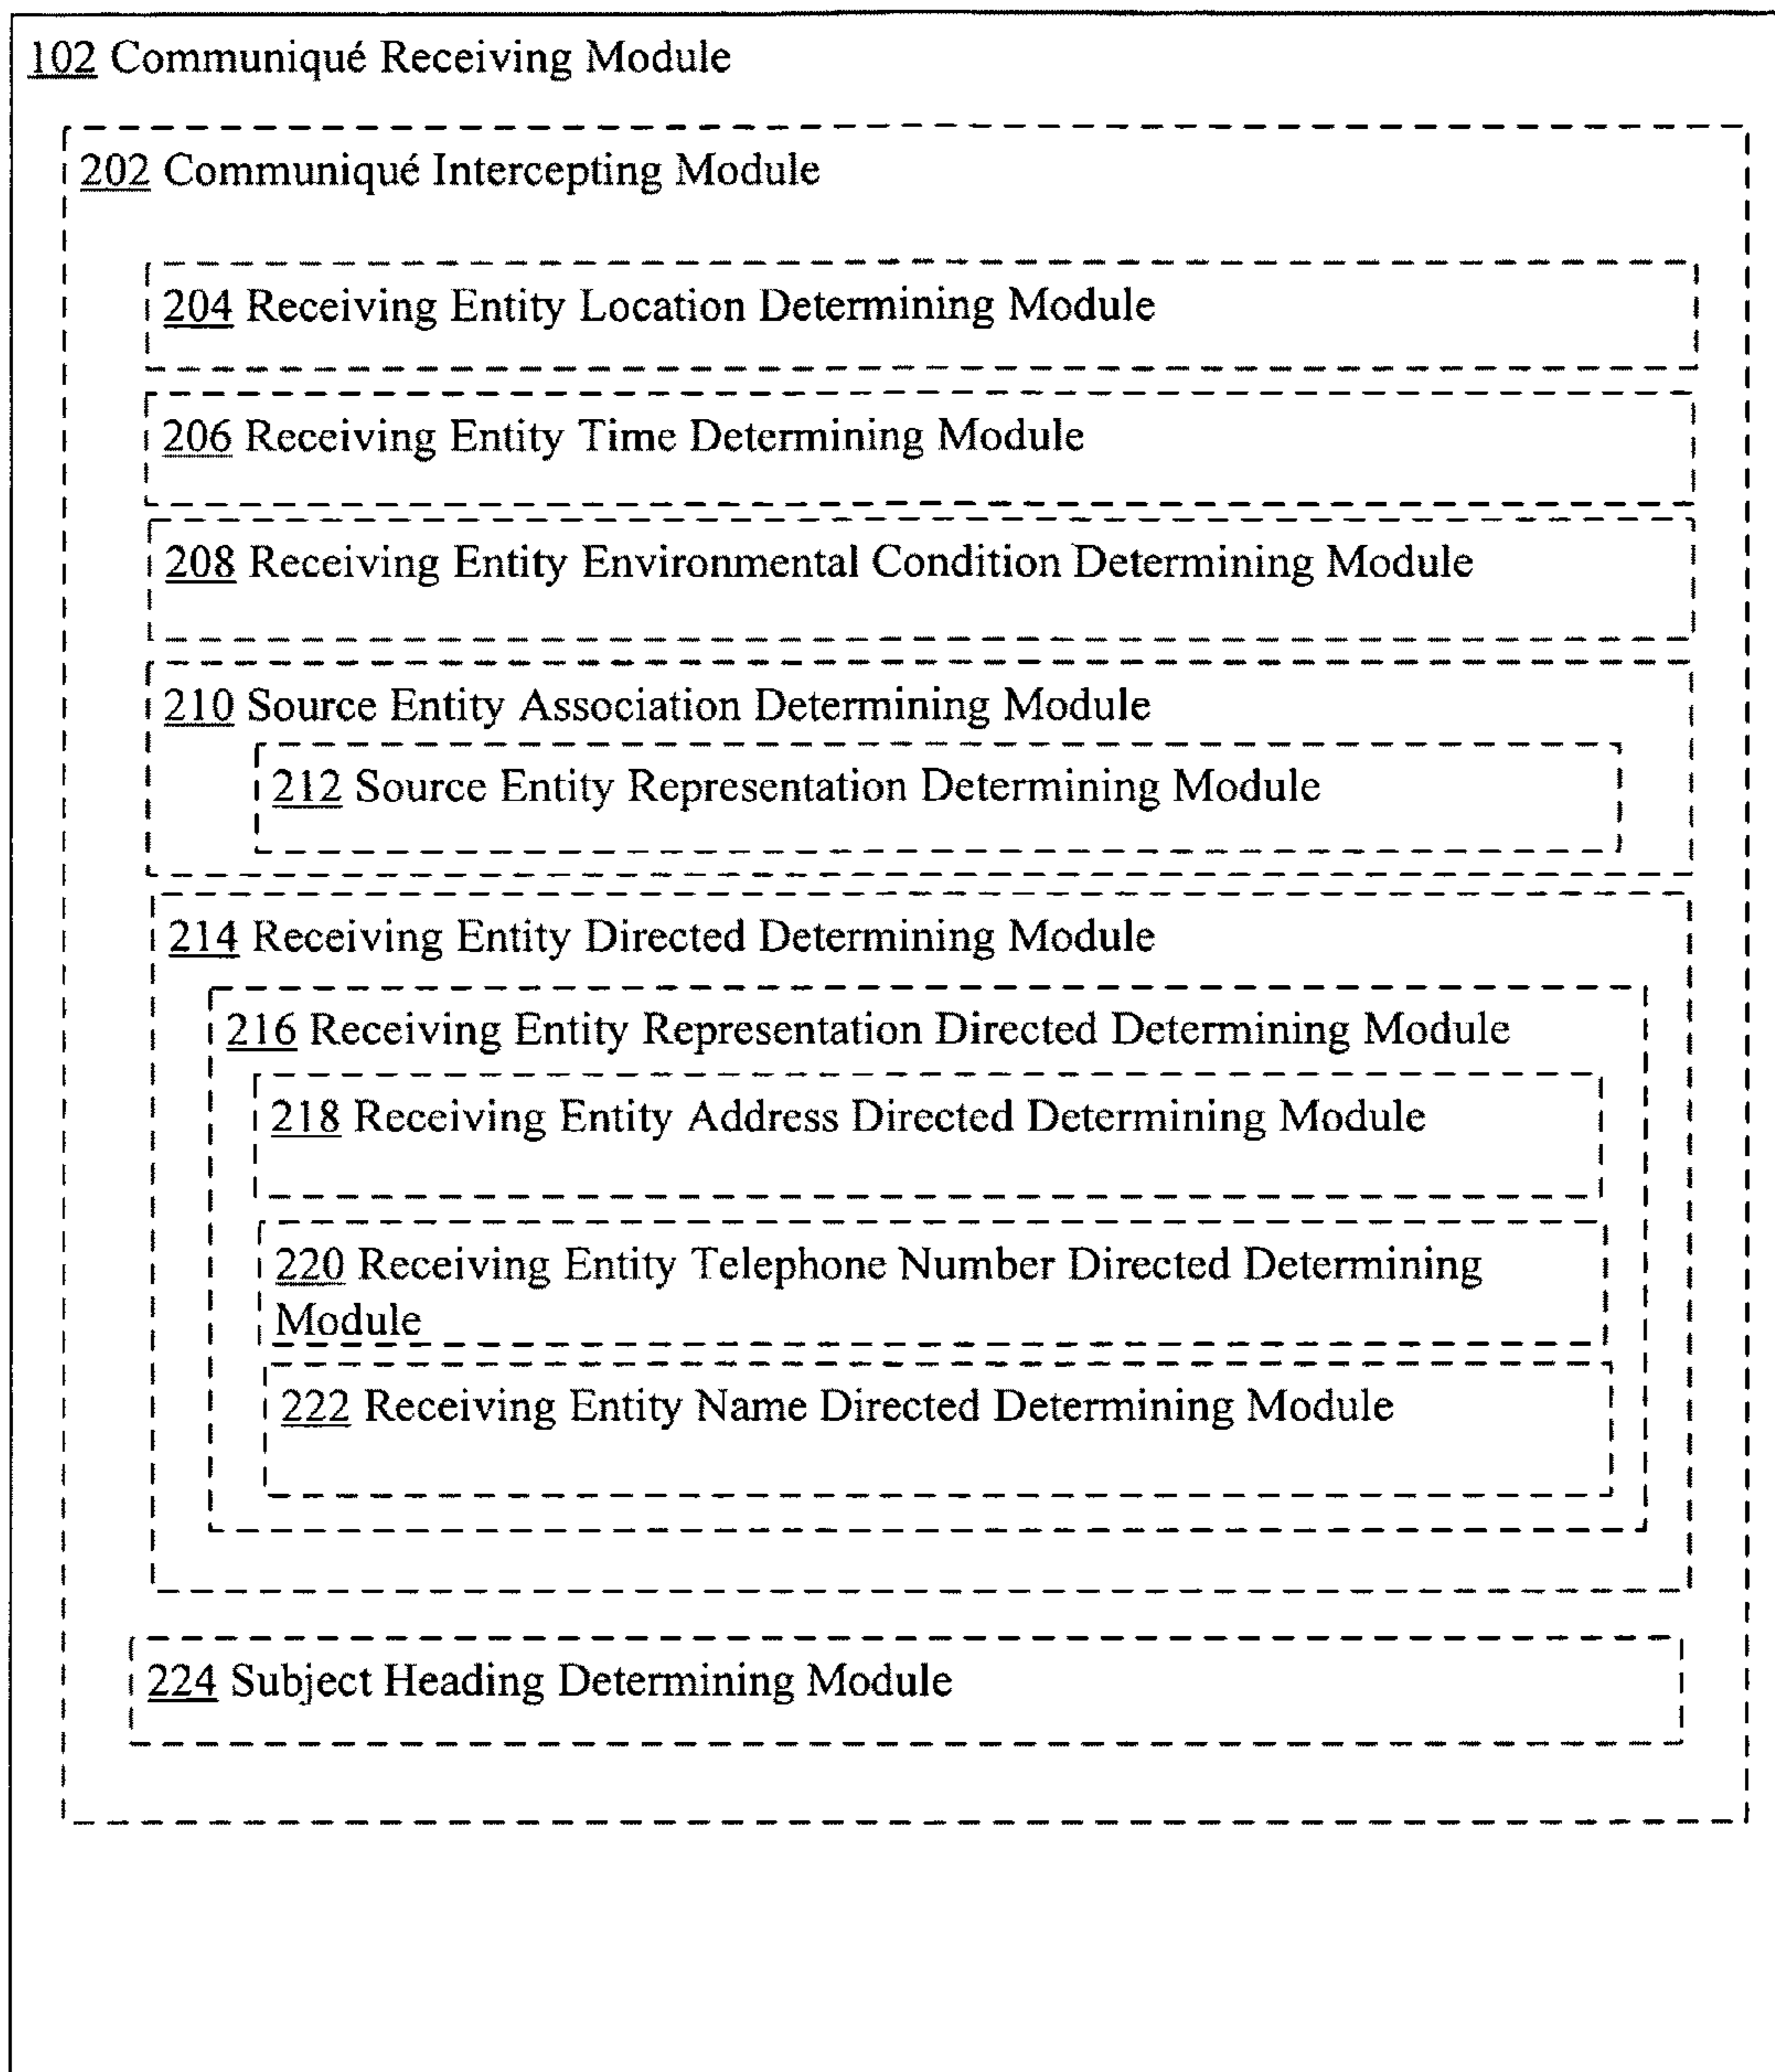 102 Communiqué Receiving Module
202 Communiqué Intercepting Module
204 Receiving Entity Location Determining Module
206 Receiving Entity Time Determining Module
208 Receiving Entity Environmental Condition Determining Module
210 Source Entity Association Determining Module
212 Source Entity Representation Determining Module
214 Receiving Entity Directed Determining Module
216 Receiving Entity Representation Directed Determining Module
218 Receiving Entity Address Directed Determining Module
220 Receiving Entity Telephone Number Directed Determining
Module
222 Receiving Entity Name Directed Determining Module
224 Subject Heading Determining Module